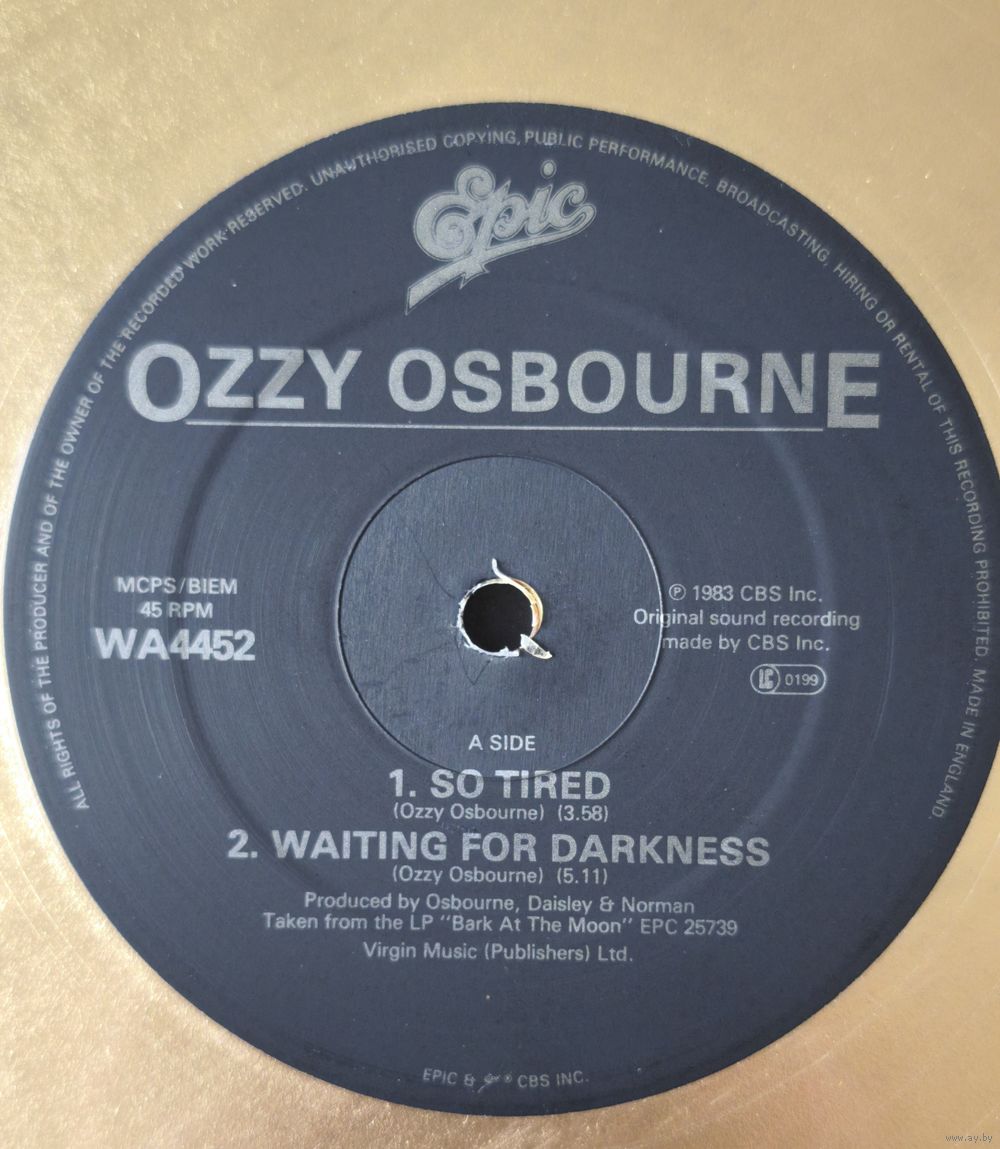 ALL RIGHTS OF THE PRODUCER AND OF THE OWNER OF THE RECORDED WORK RESERVED. UNAUTHORISED COPYING, PUBLIC PERFORMANCE, BROADCASTING, HIRING OR RENTAL OF THIS RECORDING PROHIBITED. MADE IN ENGLAND.
Epic
OZZY OSBOURNE
MCPS/BIEM
45 RPM
WA4452
℗ 1983 CBS Inc.
Original sound recording
made by CBS Inc.
LC 0199
A SIDE
1. SO TIRED
(Ozzy Osbourne) (3.58)
2. WAITING FOR DARKNESS
(Ozzy Osbourne) (5.11)
Produced by Osbourne, Daisley & Norman
Taken from the LP "Bark At The Moon" EPC 25739
Virgin Music (Publishers) Ltd.
EPIC & CBS INC.
www.ay.by